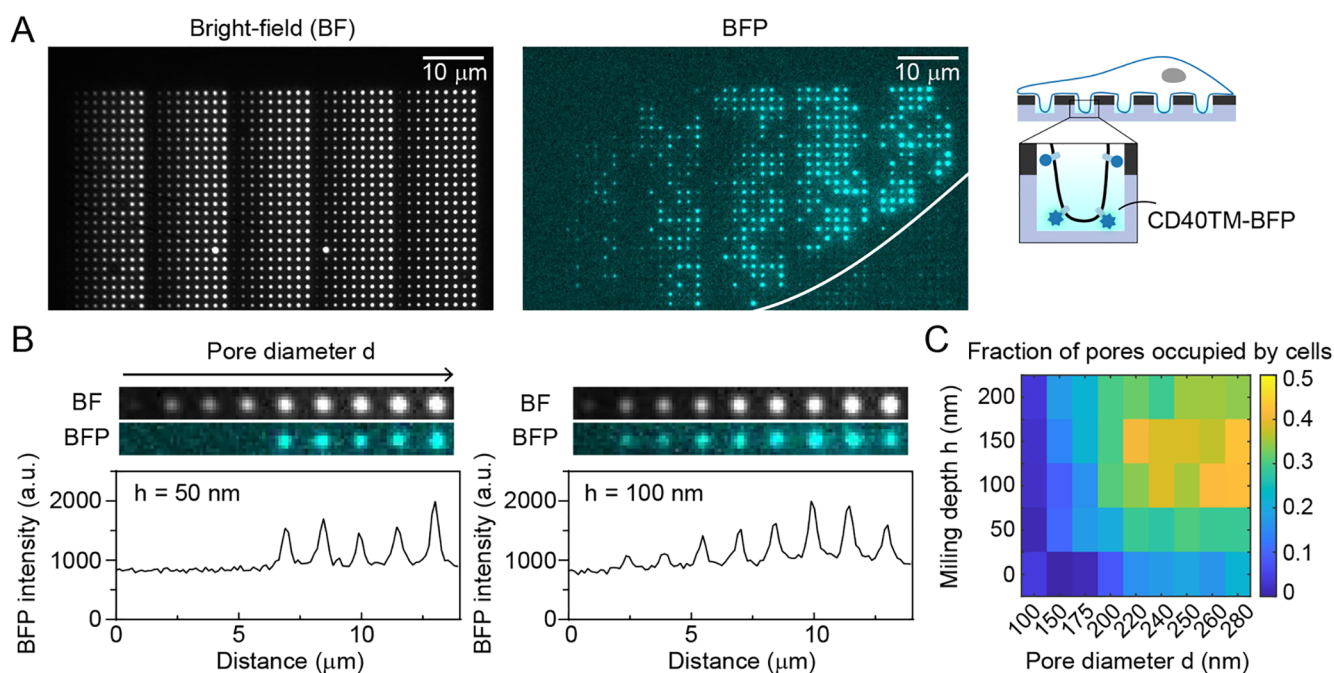 A
Bright-field (BF)
BFP
10 μm
10 μm
CD40TM-BFP
B
Pore diameter d
BF
BFP
BF
BFP
BFP intensity (a.u.)
2000
1000
0
h = 50 nm
0
5
10
Distance (μm)
BFP intensity (a.u.)
2000
1000
0
h = 100 nm
0
5
10
Distance (μm)
C
Fraction of pores occupied by cells
Milling depth h (nm)
200
150
100
50
0
100
150
175
200
220
240
250
260
280
Pore diameter d (nm)
0.5
0.4
0.3
0.2
0.1
0